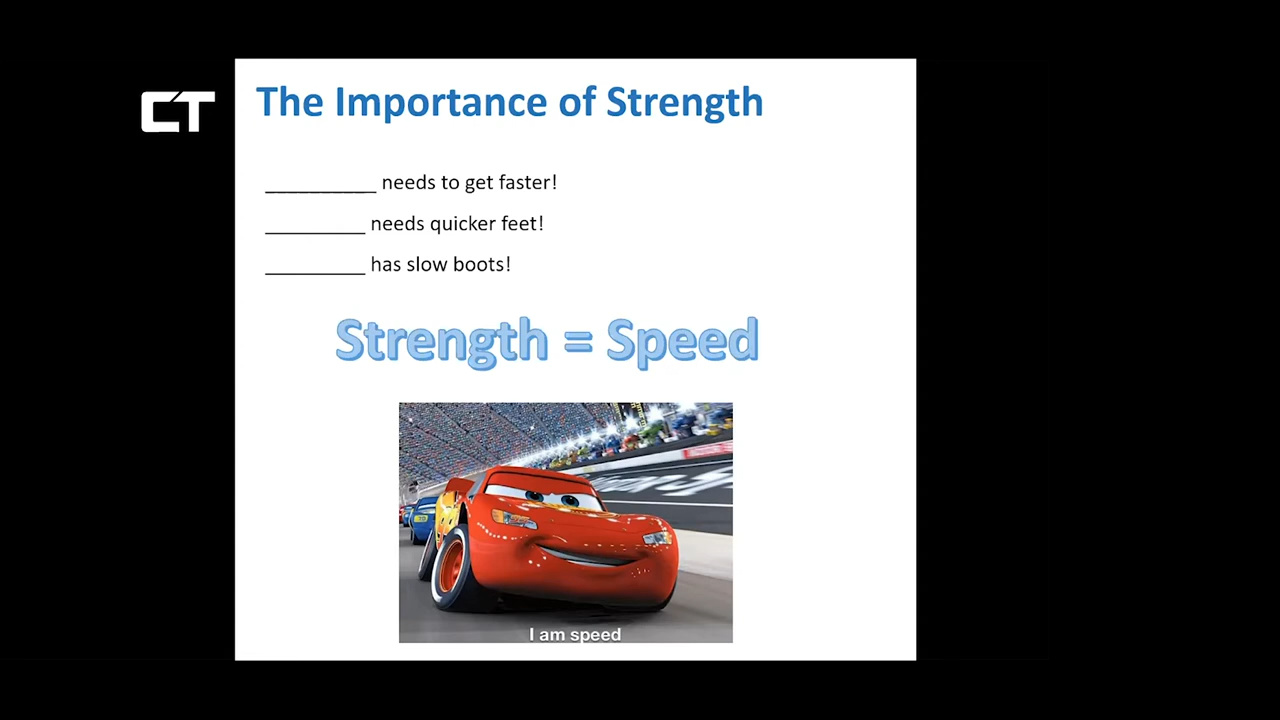 CT
The Importance of Strength
__________ needs to get faster!
_________ needs quicker feet!
_________ has slow boots!
Strength = Speed
I am speed